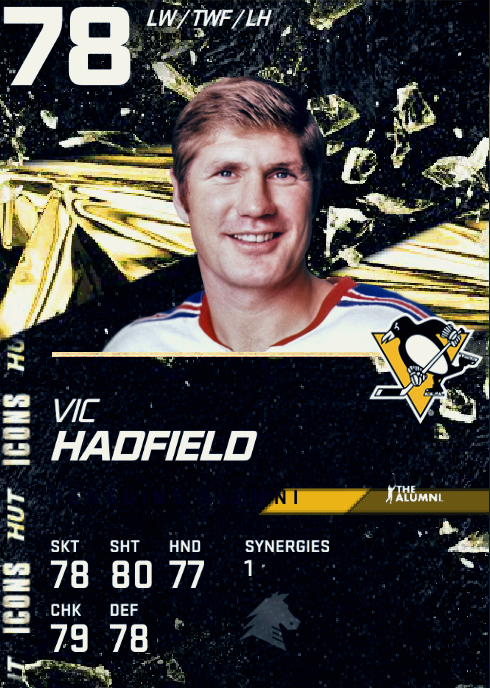 78
LW / TWF / LH
VIC
HADFIELD
N I
THE
ALUMNI.
SKT SHT HND SYNERGIES
78 80 77 1
CHK DEF
79 78
HUT
ICONS
HUT
ICONS